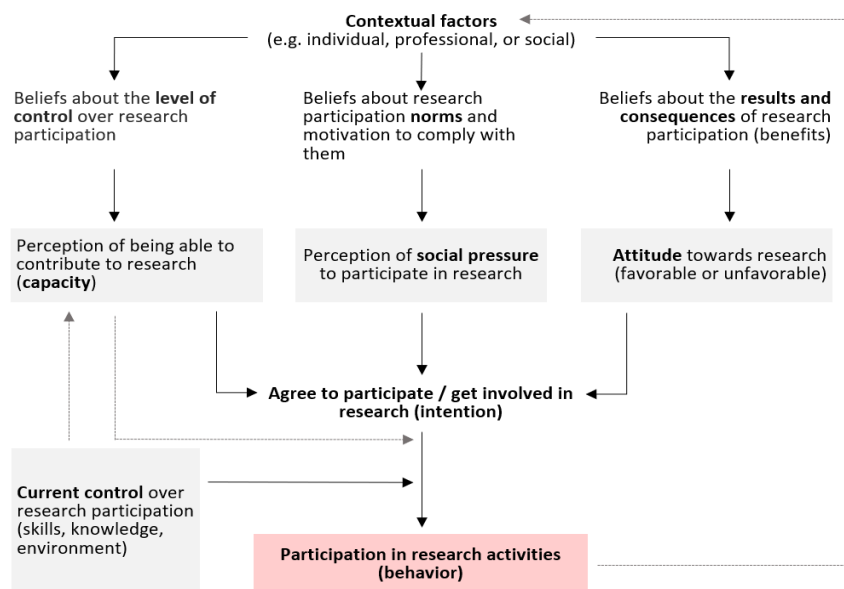 Contextual factors
(e.g. individual, professional, or social)
Beliefs about the level of
control over research
participation
Beliefs about research
participation norms and
motivation to comply with
them
Beliefs about the results and
consequences of research
participation (benefits)
Perception of being able to
contribute to research
(capacity)
Perception of social pressure
to participate in research
Attitude towards research
(favorable or unfavorable)
Agree to participate / get involved in
research (intention)
Current control over
research participation
(skills, knowledge,
environment)
Participation in research activities
(behavior)